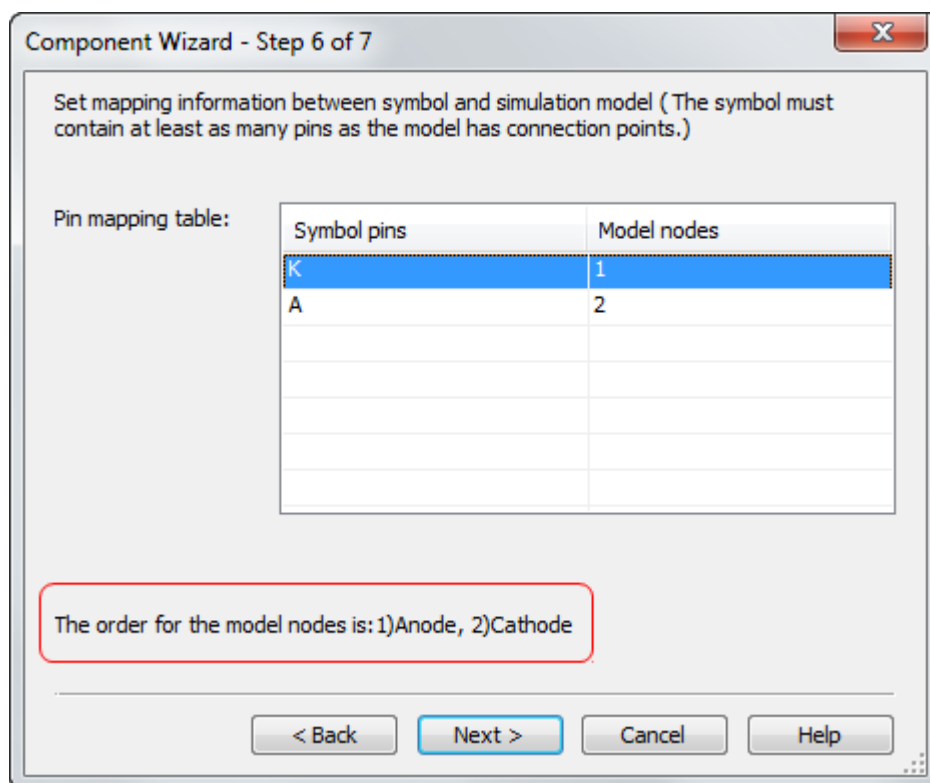 Component Wizard - Step 6 of 7
X
Set mapping information between symbol and simulation model ( The symbol must
contain at least as many pins as the model has connection points.)
Pin mapping table:
Symbol pins Model nodes
K 1
A 2
The order for the model nodes is:1)Anode, 2)Cathode
< Back Next > Cancel Help